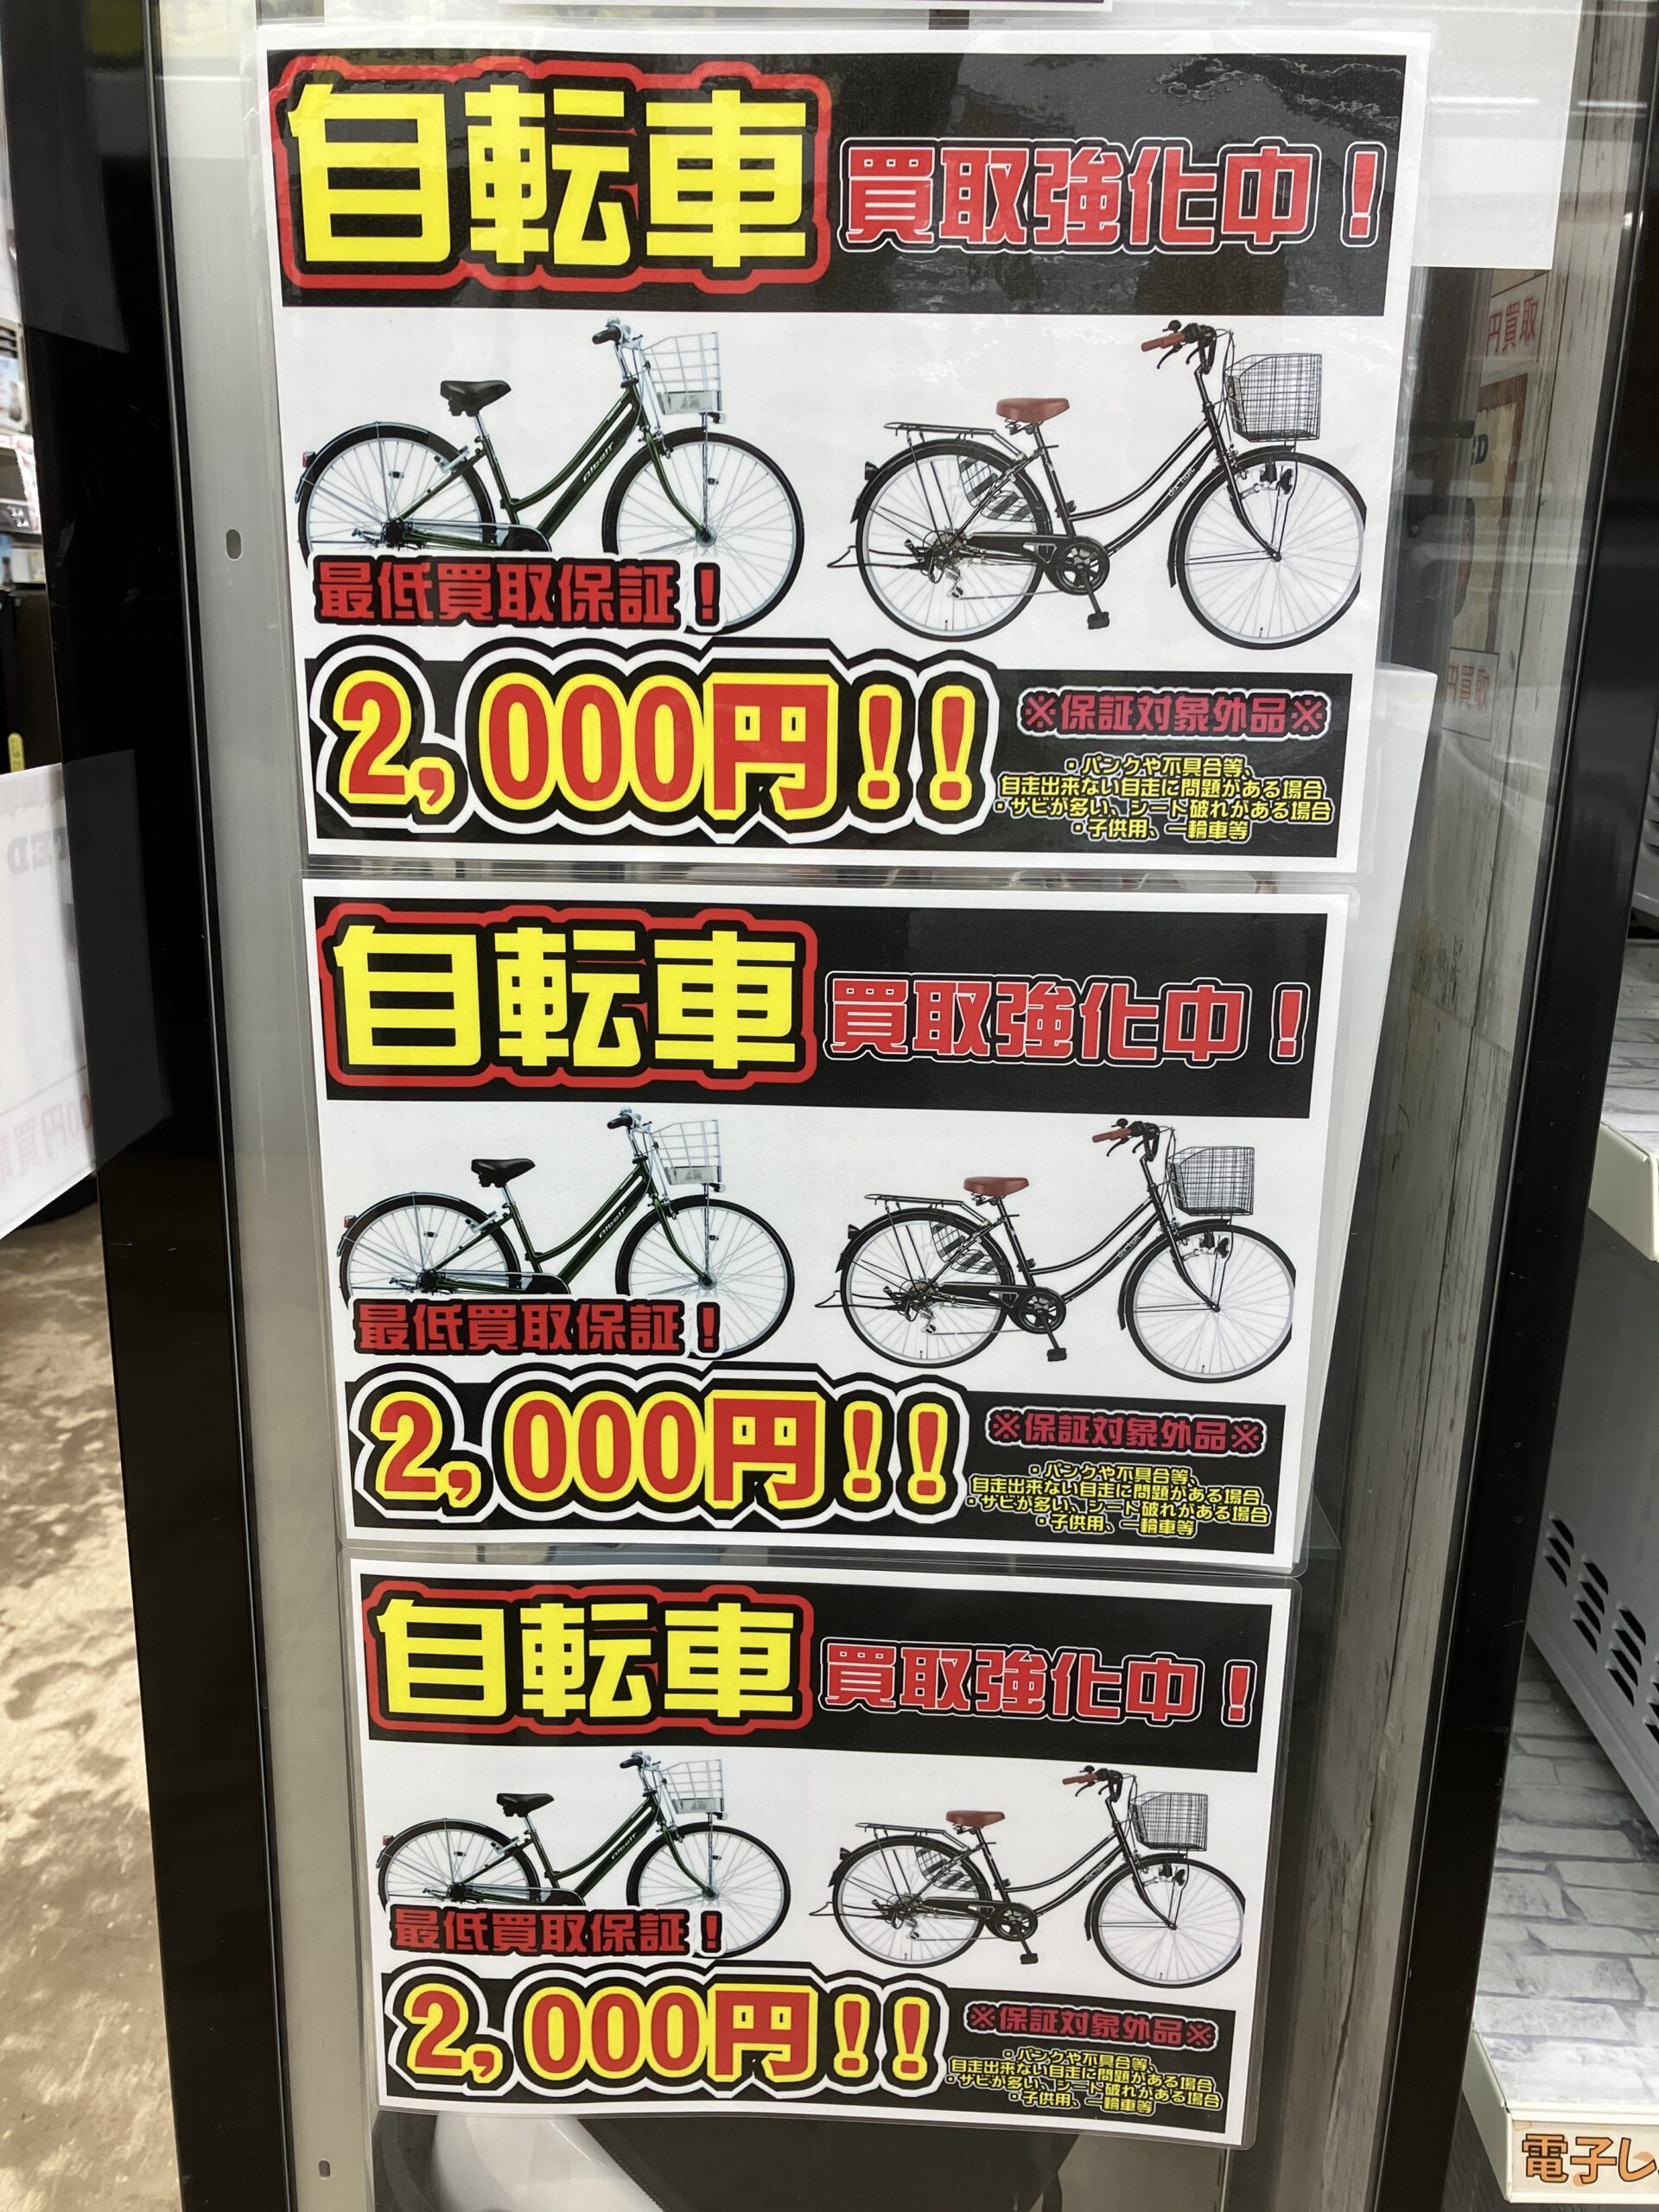 自転車 買取強化中！
Albelt
最低買取保証！
2,000円!!
※保証対象外品※
・パンクや不具合等、
自走出来ない自走に問題がある場合
・サビが多い、シート破れがある場合
・子供用、一輪車等
自転車 買取強化中！
最低買取保証！
2,000円!!
※保証対象外品※
・パンクや不具合等、
自走出来ない自走に問題がある場合
・サビが多い、シート破れがある場合
・子供用、一輪車等
自転車 買取強化中！
最低買取保証！
2,000円!!
※保証対象外品※
・パンクや不具合等、
自走出来ない自走に問題がある場合
・サビが多い、シート破れがある場合
・子供用、一輪車等
円買取
電子レ